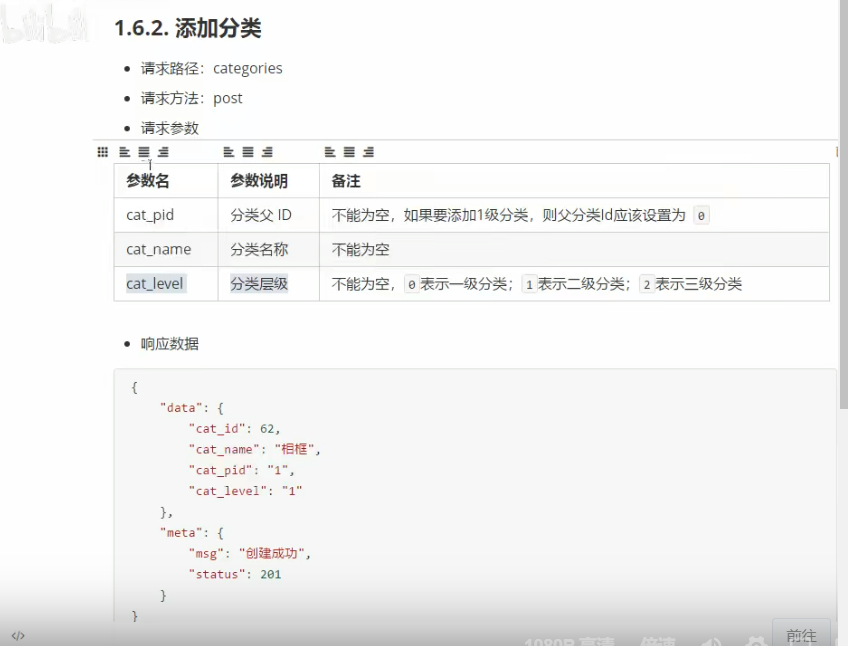 1.6.2. 添加分类
请求路径：categories
请求方法：post
请求参数
参数名 参数说明 备注
cat_pid 分类父 ID 不能为空，如果要添加1级分类，则父分类Id应该设置为 0
cat_name 分类名称 不能为空
cat_level 分类层级 不能为空，0表示一级分类；1表示二级分类；2表示三级分类
响应数据
{
"data": {
"cat_id": 62,
"cat_name": "相框",
"cat_pid": "1",
"cat_level": "1"
},
"meta": {
"msg": "创建成功",
"status": 201
}
}
</> 1080P 高清 倍速 前往